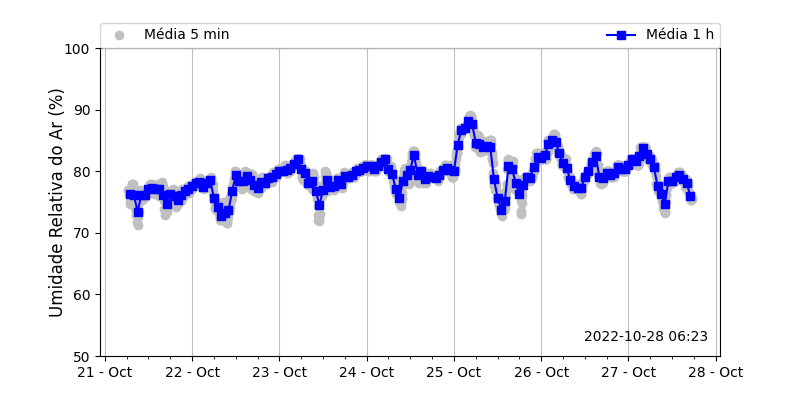 Média 5 min
Média 1 h
100
90
80
70
60
50
Umidade Relativa do Ar (%)
2022-10-28 06:23
21 - Oct
22 - Oct
23 - Oct
24 - Oct
25 - Oct
26 - Oct
27 - Oct
28 - Oct